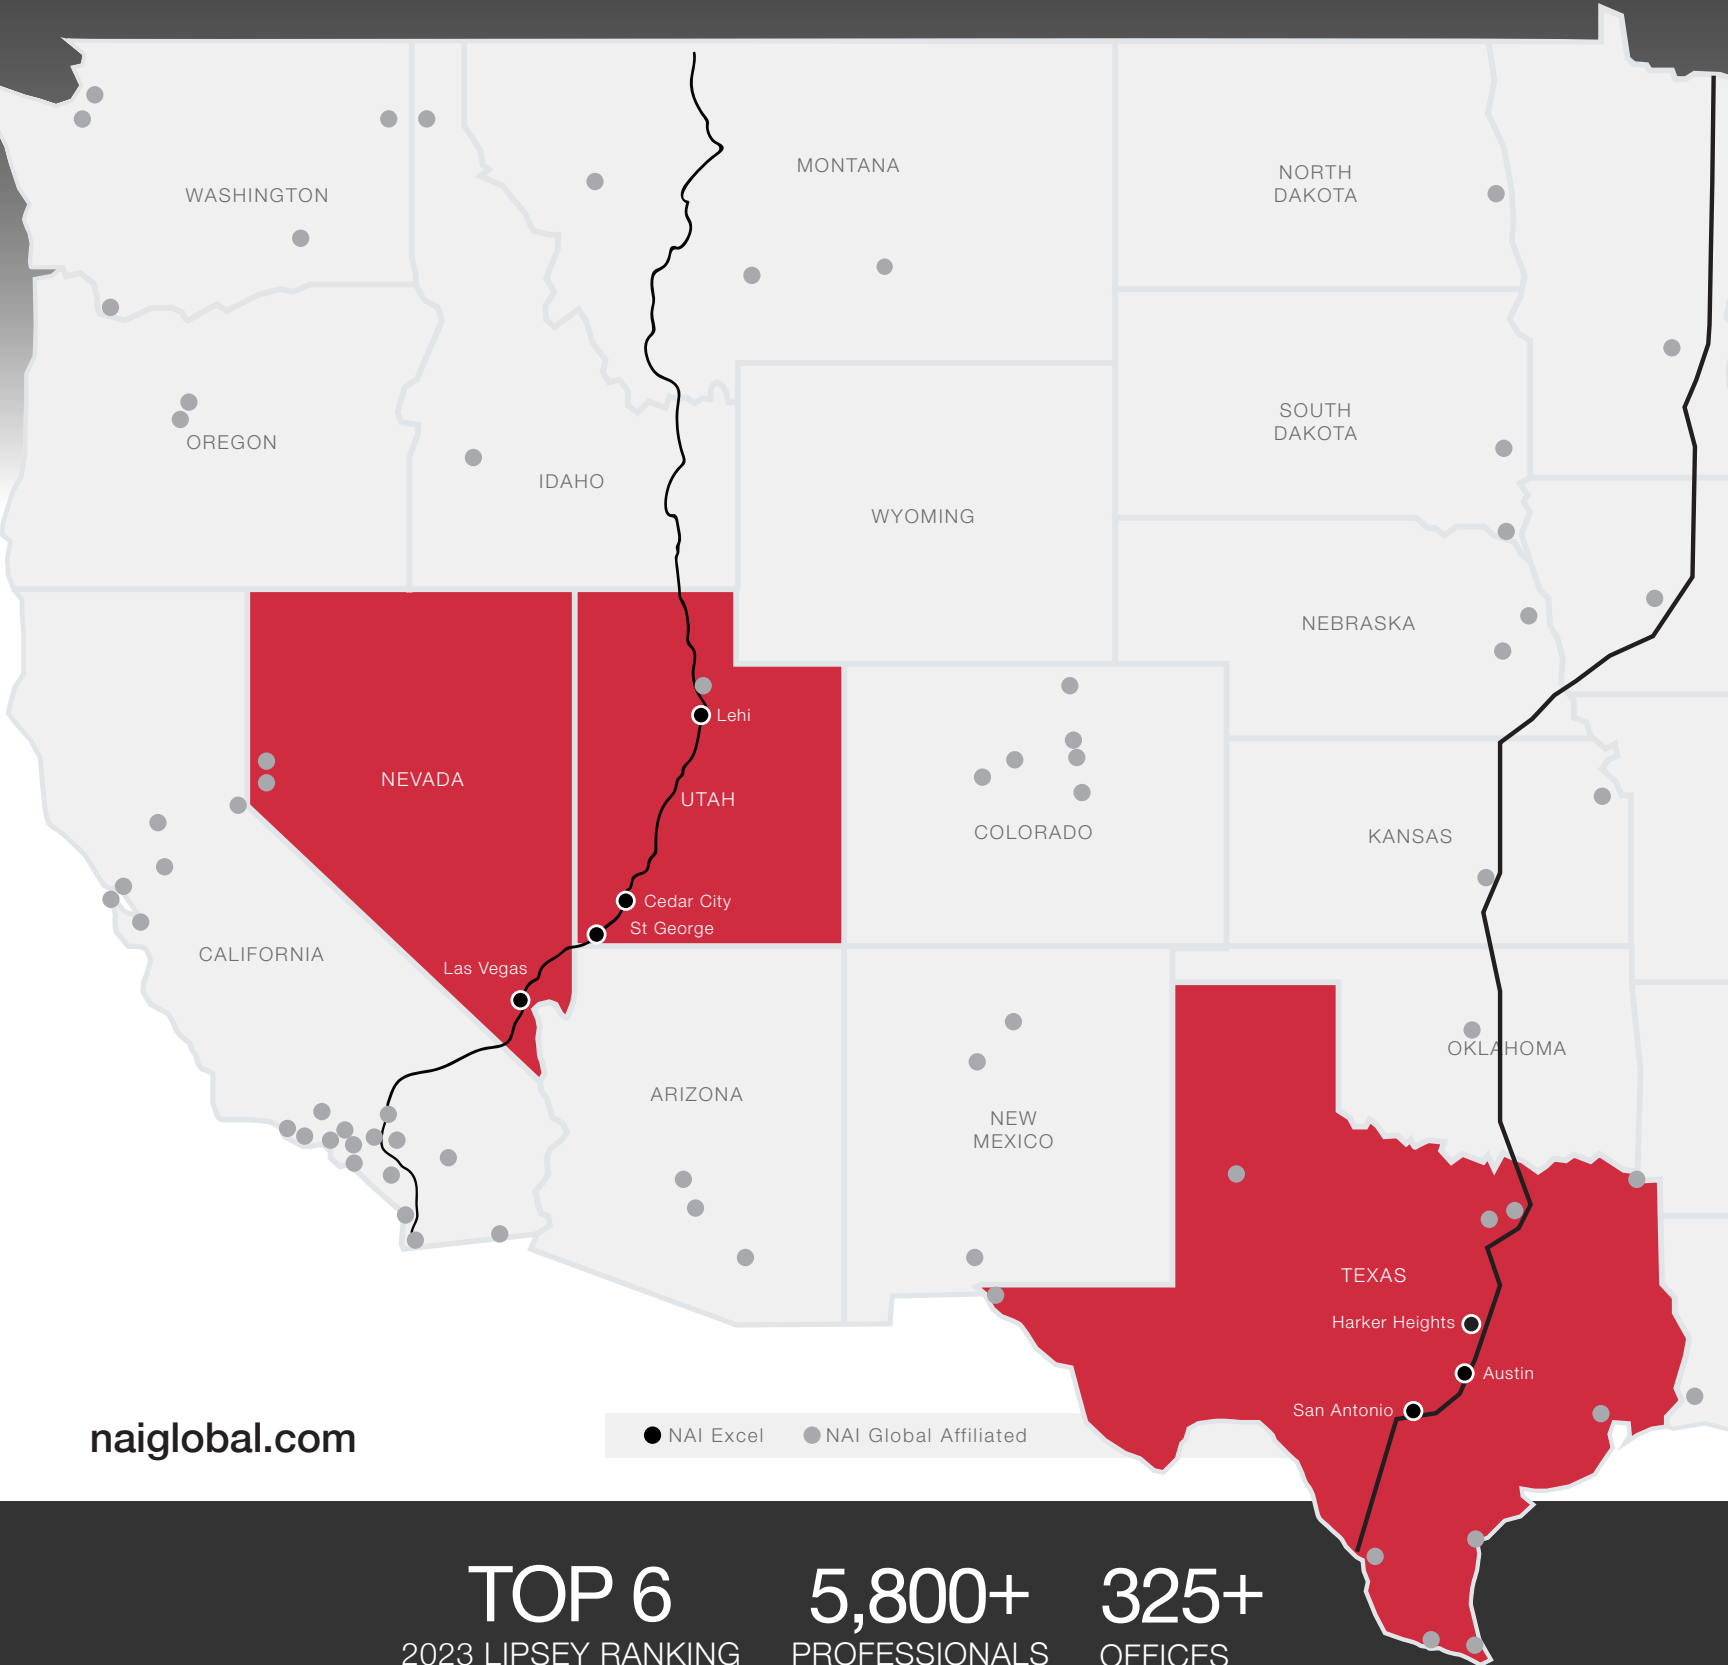 MONTANA
NORTH
DAKOTA
WASHINGTON
SOUTH
DAKOTA
OREGON
IDAHO
WYOMING
NEBRASKA
Lehi
NEVADA
UTAH
COLORADO
KANSAS
Cedar City
St George
CALIFORNIA
Las Vegas
OKLAHOMA
ARIZONA
NEW
MEXICO
TEXAS
Harker Heights
Austin
San Antonio
naiglobal.com
NAI Excel
NAI Global Affiliated
TOP 6
2023 LIPSEY RANKING
5,800+
PROFESSIONALS
325+
OFFICES